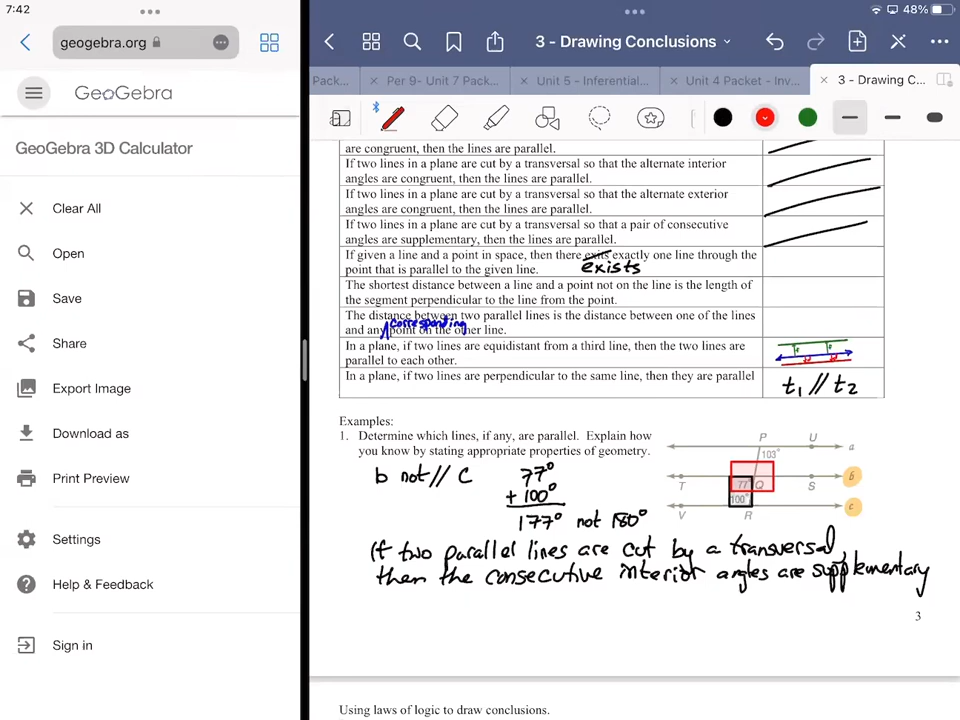 7:42
geogebra.org
GeoGebra
GeoGebra 3D Calculator
Clear All
Open
Save
Share
Export Image
Download as
Print Preview
Settings
Help & Feedback
Sign in
48%
3 - Drawing Conclusions
Pack...
Per 9- Unit 7 Pack...
Unit 5 - Inferential...
Unit 4 Packet - Inv...
3 - Drawing C...
are congruent, then the lines are parallel.
If two lines in a plane are cut by a transversal so that the alternate interior
angles are congruent, then the lines are parallel.
If two lines in a plane are cut by a transversal so that the alternate exterior
angles are congruent, then the lines are parallel.
If two lines in a plane are cut by a transversal so that a pair of consecutive
angles are supplementary, then the lines are parallel.
If given a line and a point in space, then there exits exactly one line through the
point that is parallel to the given line. exists
The shortest distance between a line and a point not on the line is the length of
the segment perpendicular to the line from the point.
The distance between two parallel lines is the distance between one of the lines
corresponding
and any point on the other line.
In a plane, if two lines are equidistant from a third line, then the two lines are
parallel to each other.
In a plane, if two lines are perpendicular to the same line, then they are parallel
t1 // t2
Examples:
1. Determine which lines, if any, are parallel. Explain how
you know by stating appropriate properties of geometry.
P U a
103°
T 77° Q S b
100°
V R c
b not // c 77°
+ 100°
177° not 180°
If two parallel lines are cut by a transversal,
then the consecutive interior angles are supplementary
3
Using laws of logic to draw conclusions.